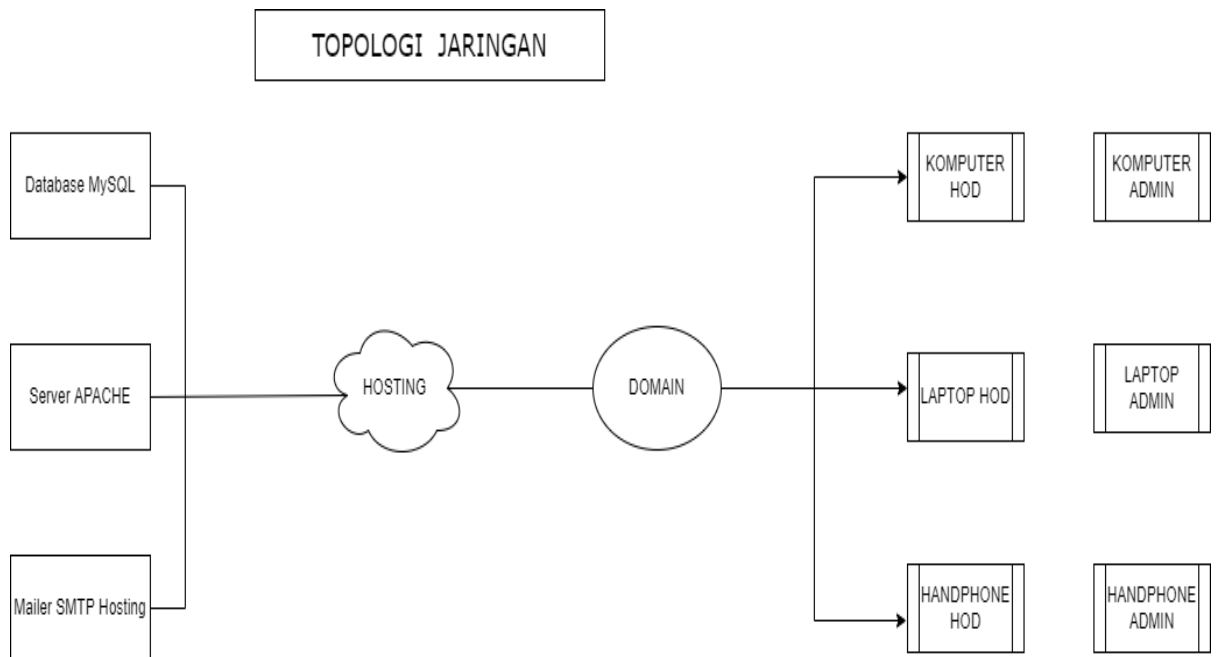 TOPOLOGI JARINGAN
Database MySQL
Server APACHE
Mailer SMTP Hosting
HOSTING
DOMAIN
KOMPUTER
HOD
KOMPUTER
ADMIN
LAPTOP HOD
LAPTOP
ADMIN
HANDPHONE
HOD
HANDPHONE
ADMIN